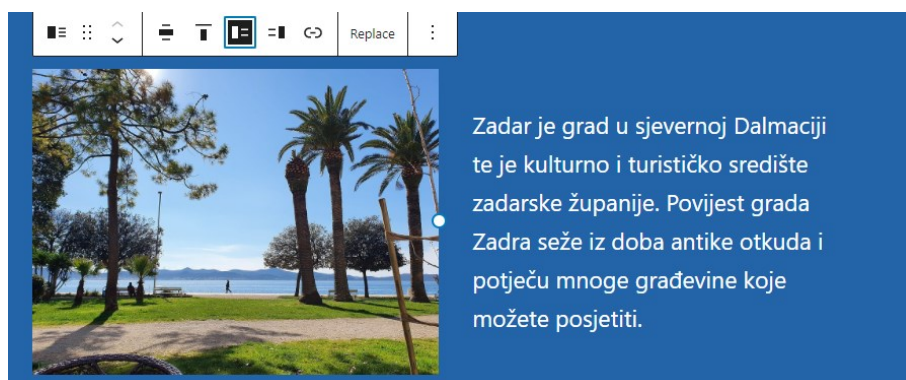 Replace
Zadar je grad u sjevernoj Dalmaciji
te je kulturno i turističko središte
zadarske županije. Povijest grada
Zadra seže iz doba antike otkuda i
potječu mnoge građevine koje
možete posjetiti.